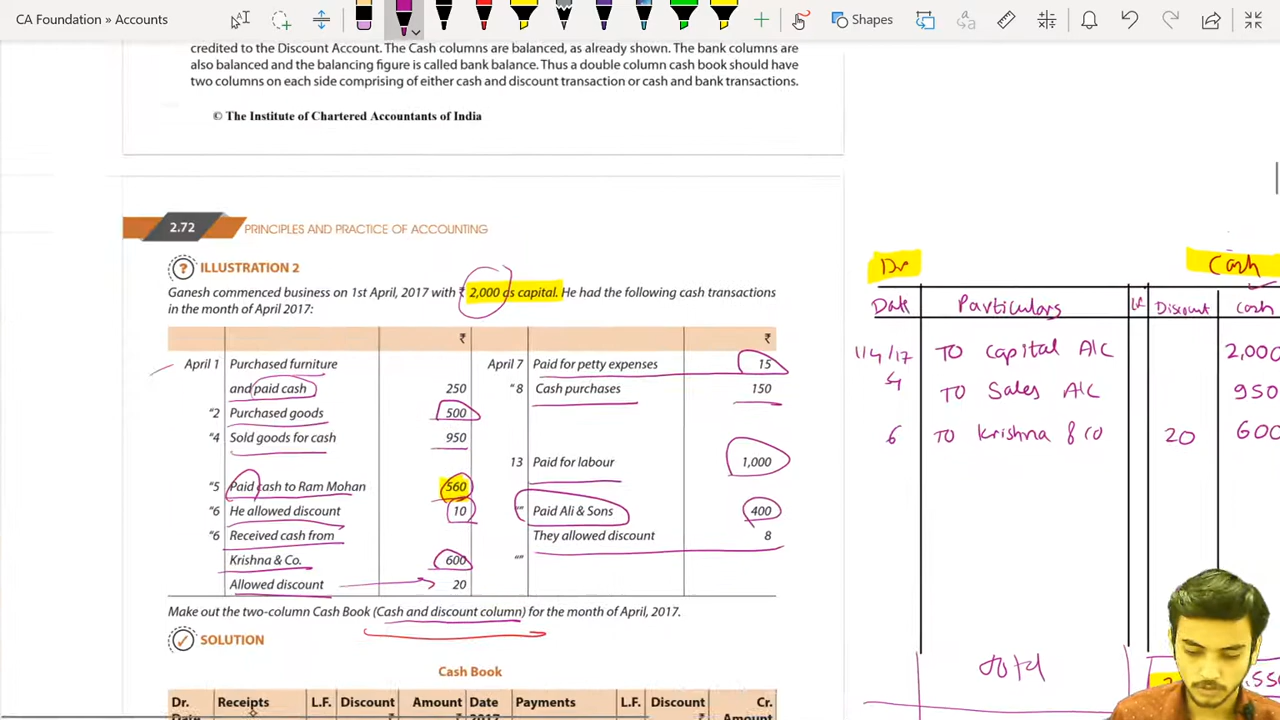 CA Foundation » Accounts
Shapes
credited to the Discount Account. The Cash columns are balanced, as already shown. The bank columns are
also balanced and the balancing figure is called bank balance. Thus a double column cash book should have
two columns on each side comprising of either cash and discount transaction or cash and bank transactions.
© The Institute of Chartered Accountants of India
2.72 PRINCIPLES AND PRACTICE OF ACCOUNTING
? ILLUSTRATION 2
Ganesh commenced business on 1st April, 2017 with ₹ 2,000 as capital. He had the following cash transactions
in the month of April 2017:
₹ ₹
April 1 Purchased furniture April 7 Paid for petty expenses 15
and paid cash 250 "8 Cash purchases 150
"2 Purchased goods 500
"4 Sold goods for cash 950
13 Paid for labour 1,000
"5 Paid cash to Ram Mohan 560
"6 He allowed discount 10 "" Paid Ali & Sons 400
"6 Received cash from They allowed discount 8
Krishna & Co. 600 ""
Allowed discount 20
Make out the two-column Cash Book (Cash and discount column) for the month of April, 2017.
SOLUTION
Cash Book
Dr. Receipts L.F. Discount Amount Date Payments L.F. Discount Cr.
Date ₹ ₹ 2017 ₹ Amount
Dr Cash
Date Particulars LF Discount Cash
1/4/17 TO Capital A/C 2,000
4 TO Sales A/C 950
6 TO Krishna & Co 20 600
Total